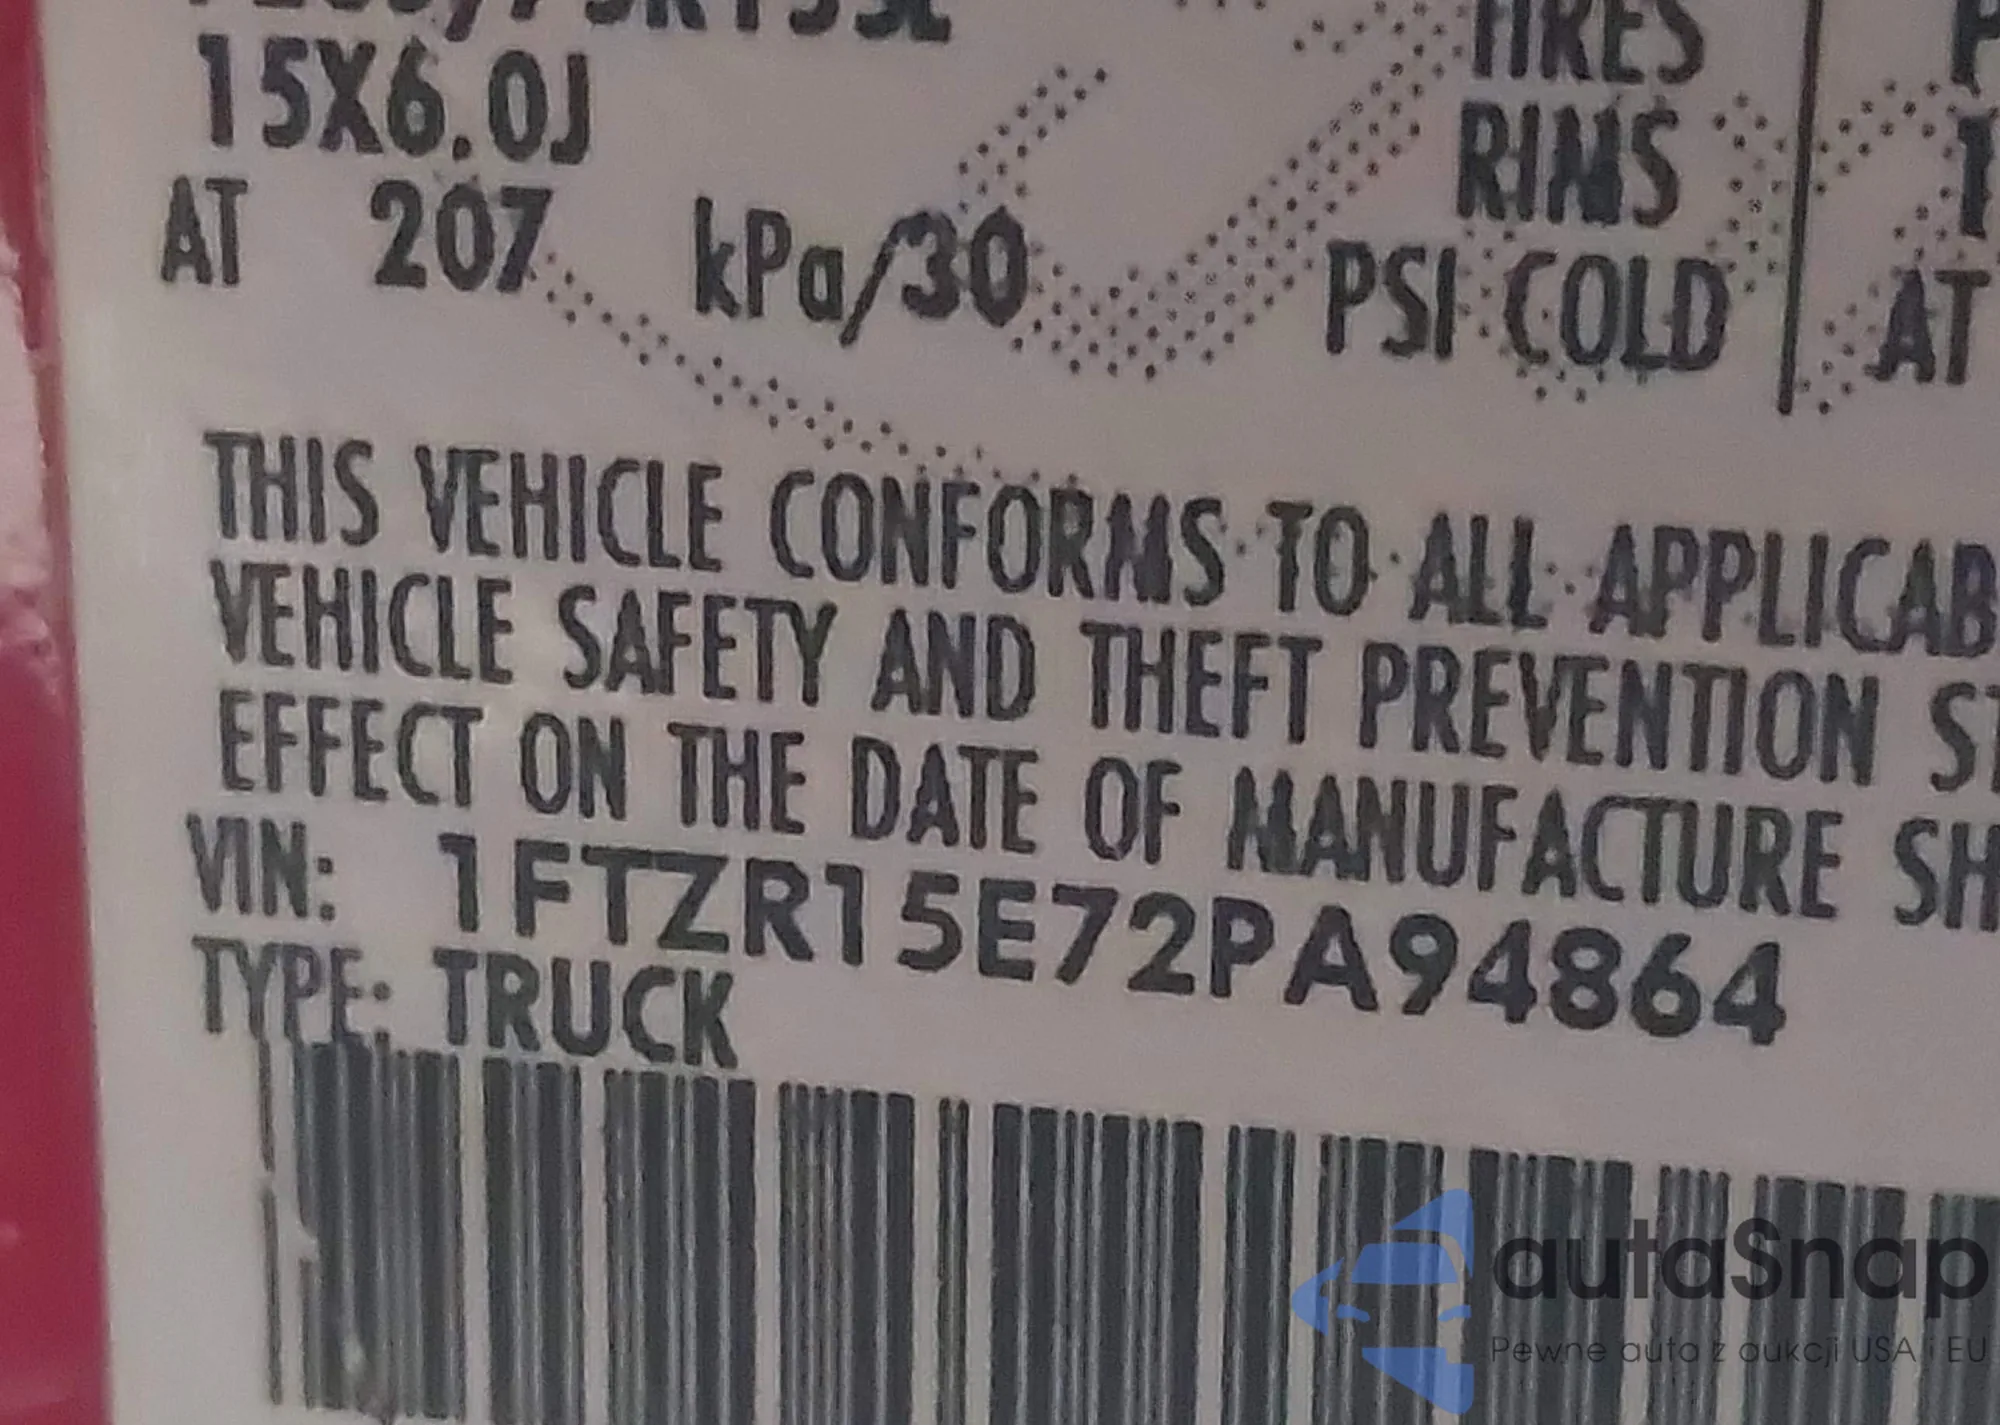 15X6.0J
AT 207 kPa/30
TIRES
RIMS
PSI COLD
AT
THIS VEHICLE CONFORMS TO ALL APPLICAB
VEHICLE SAFETY AND THEFT PREVENTION ST
EFFECT ON THE DATE OF MANUFACTURE SH
VIN: 1FTZR15E72PA94864
TYPE: TRUCK
autaSnap
Pewne auta z aukcji USA i EU